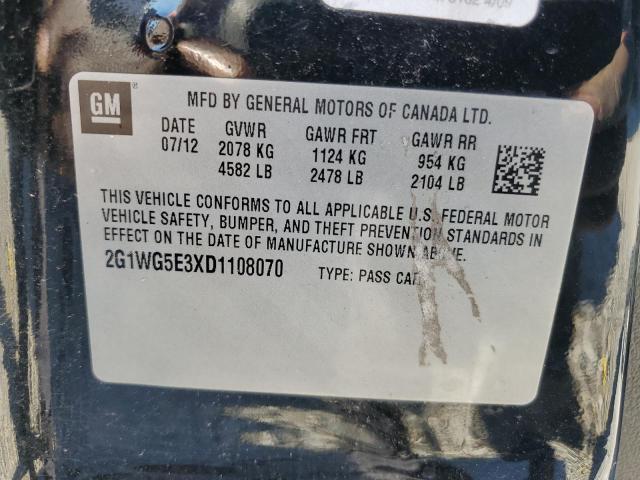 GM
MFD BY GENERAL MOTORS OF CANADA LTD.
DATE GVWR GAWR FRT GAWR RR
07/12 2078 KG 1124 KG 954 KG
4582 LB 2478 LB 2104 LB
THIS VEHICLE CONFORMS TO ALL APPLICABLE U.S. FEDERAL MOTOR
VEHICLE SAFETY, BUMPER, AND THEFT PREVENTION STANDARDS IN
EFFECT ON THE DATE OF MANUFACTURE SHOWN ABOVE.
2G1WG5E3XD1108070 TYPE: PASS CAR